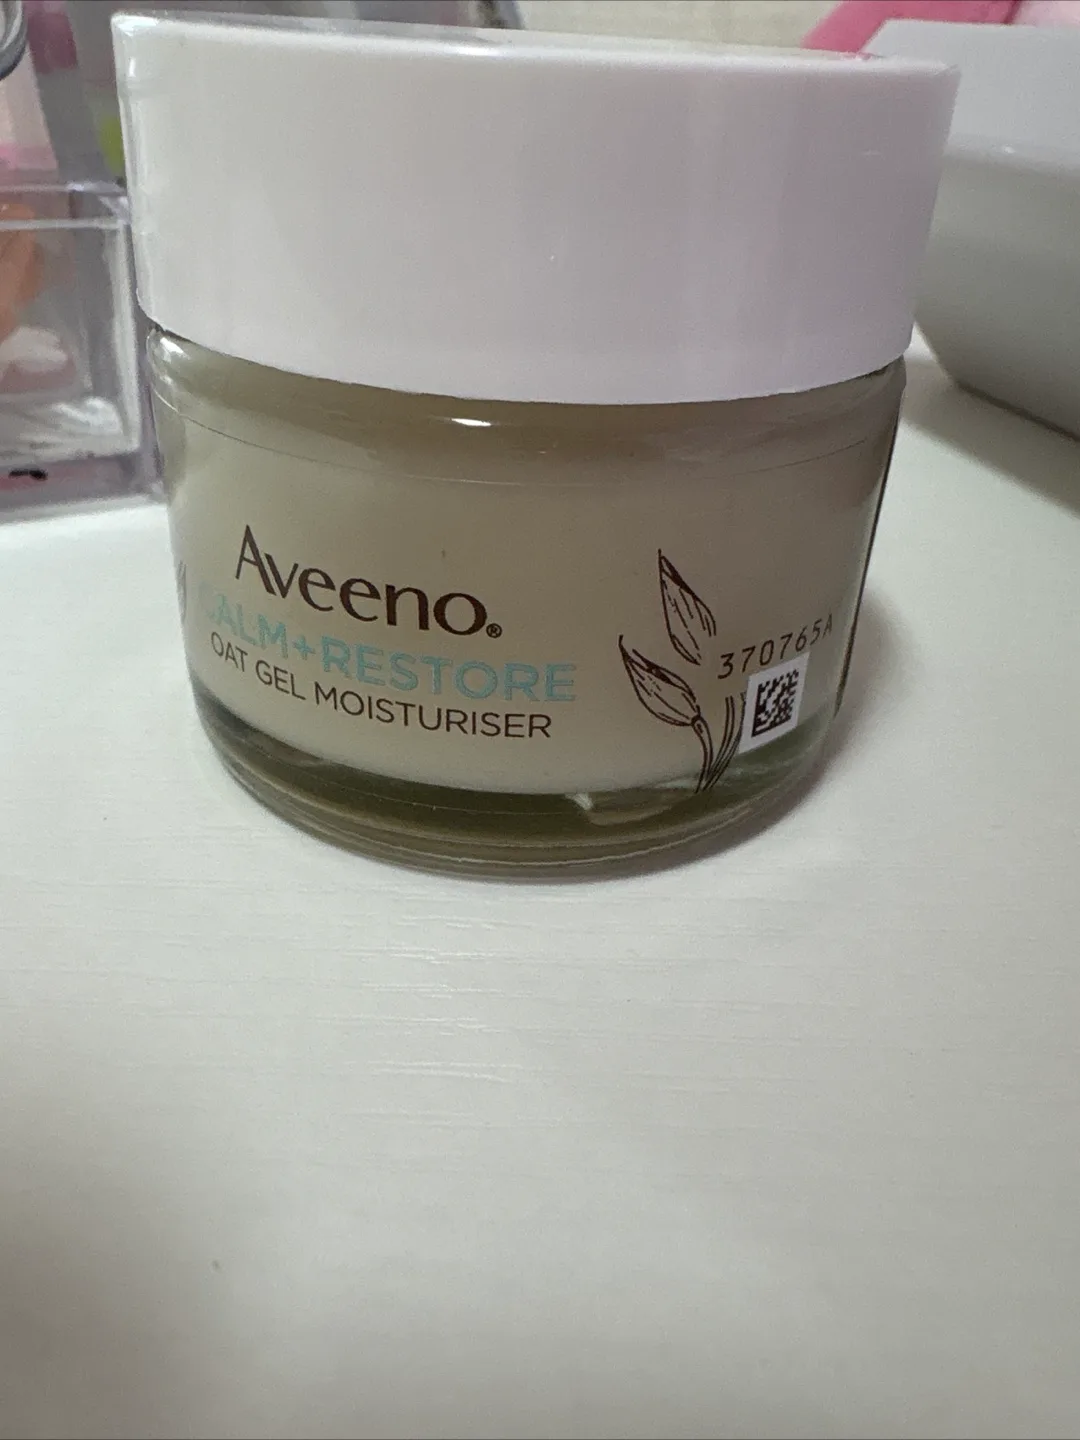 Aveeno®
CALM+RESTORE
OAT GEL MOISTURISER
370765A